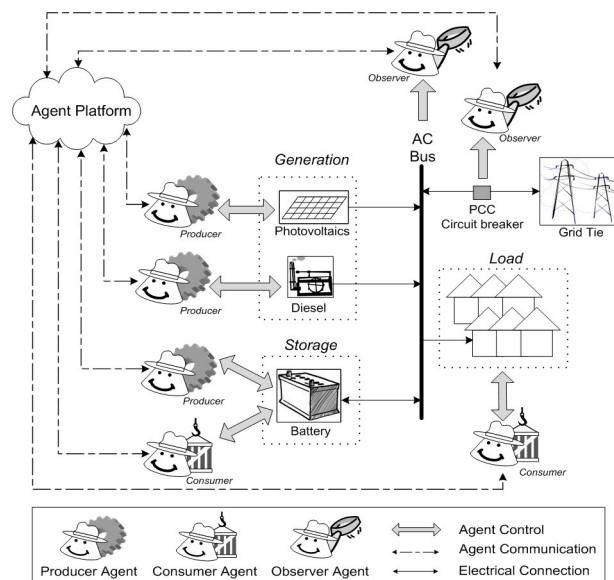 Observer
Agent Platform
Observer
AC
Bus
Generation
PCC
Circuit breaker
Grid Tie
Producer
Photovoltaics
Load
Producer
Diesel
Storage
Producer
Battery
Consumer
Consumer
Producer Agent
Consumer Agent
Observer Agent
Agent Control
Agent Communication
Electrical Connection